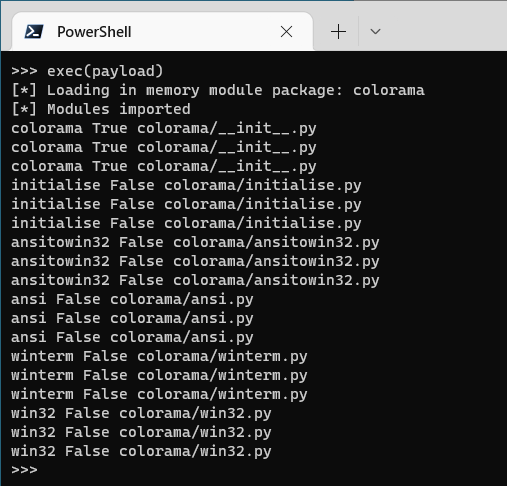 PowerShell
>>> exec(payload)
[*] Loading in memory module package: colorama
[*] Modules imported
colorama True colorama/__init__.py
colorama True colorama/__init__.py
colorama True colorama/__init__.py
initialise False colorama/initialise.py
initialise False colorama/initialise.py
initialise False colorama/initialise.py
ansitowin32 False colorama/ansitowin32.py
ansitowin32 False colorama/ansitowin32.py
ansitowin32 False colorama/ansitowin32.py
ansi False colorama/ansi.py
ansi False colorama/ansi.py
ansi False colorama/ansi.py
winterm False colorama/winterm.py
winterm False colorama/winterm.py
winterm False colorama/winterm.py
win32 False colorama/win32.py
win32 False colorama/win32.py
win32 False colorama/win32.py
>>>